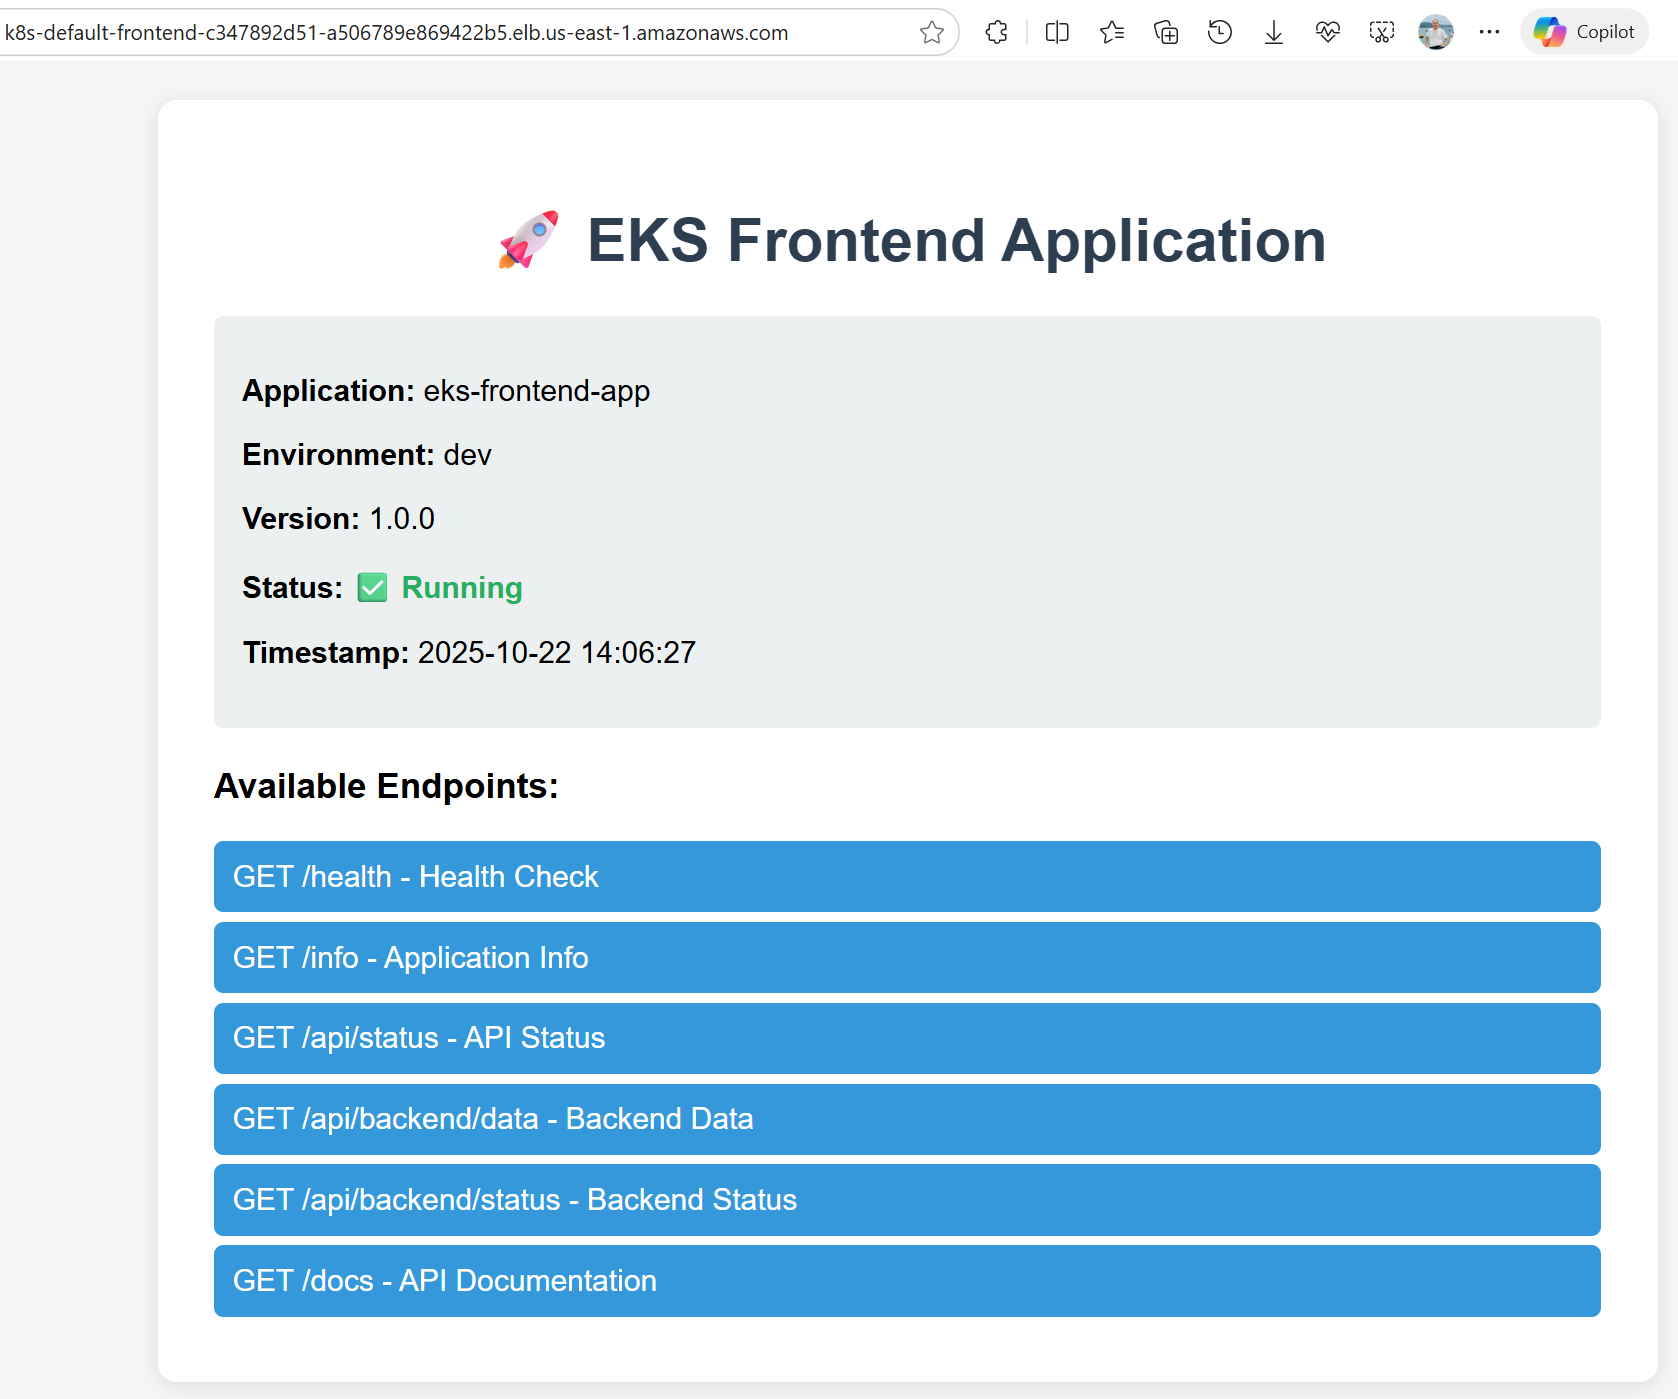 k8s-default-frontend-c347892d51-a506789e869422b5.elb.us-east-1.amazonaws.com
Copilot
🚀 EKS Frontend Application
Application: eks-frontend-app
Environment: dev
Version: 1.0.0
Status: ✅ Running
Timestamp: 2025-10-22 14:06:27
Available Endpoints:
GET /health - Health Check
GET /info - Application Info
GET /api/status - API Status
GET /api/backend/data - Backend Data
GET /api/backend/status - Backend Status
GET /docs - API Documentation